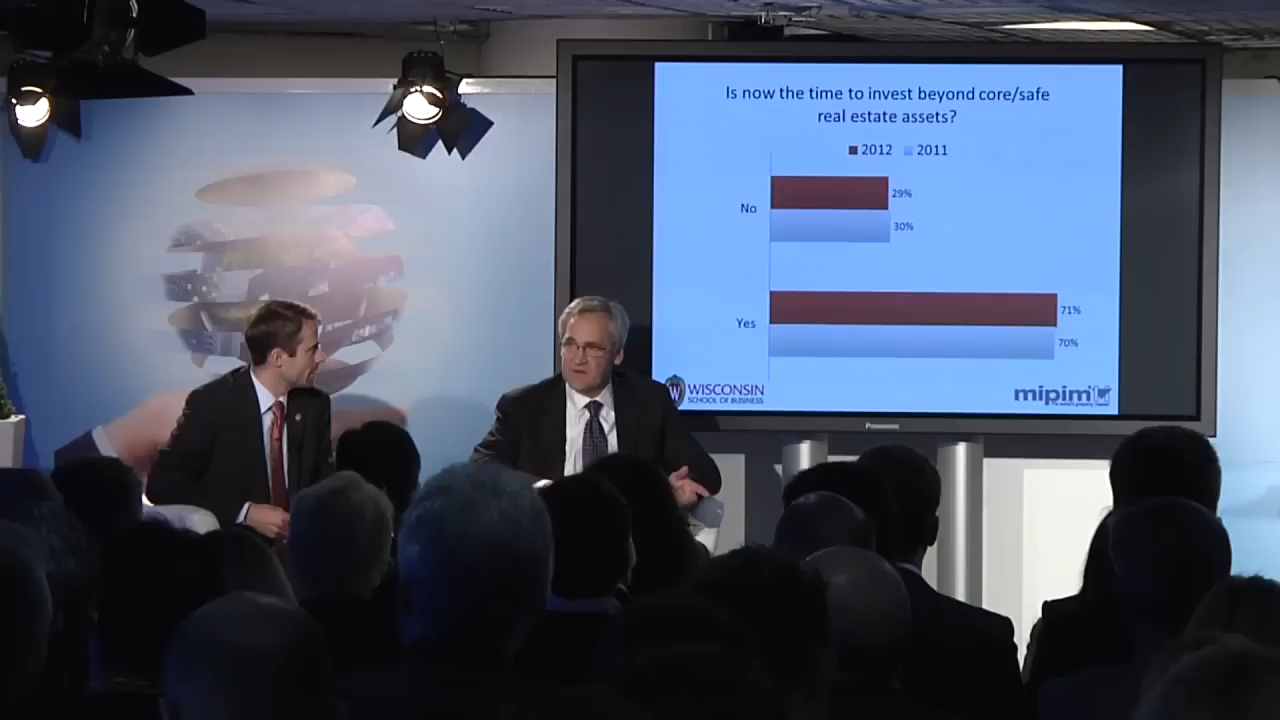 Is now the time to invest beyond core/safe
real estate assets?
2012 2011
No
29%
30%
Yes
71%
70%
W WISCONSIN
SCHOOL OF BUSINESS
mipim
Panasonic